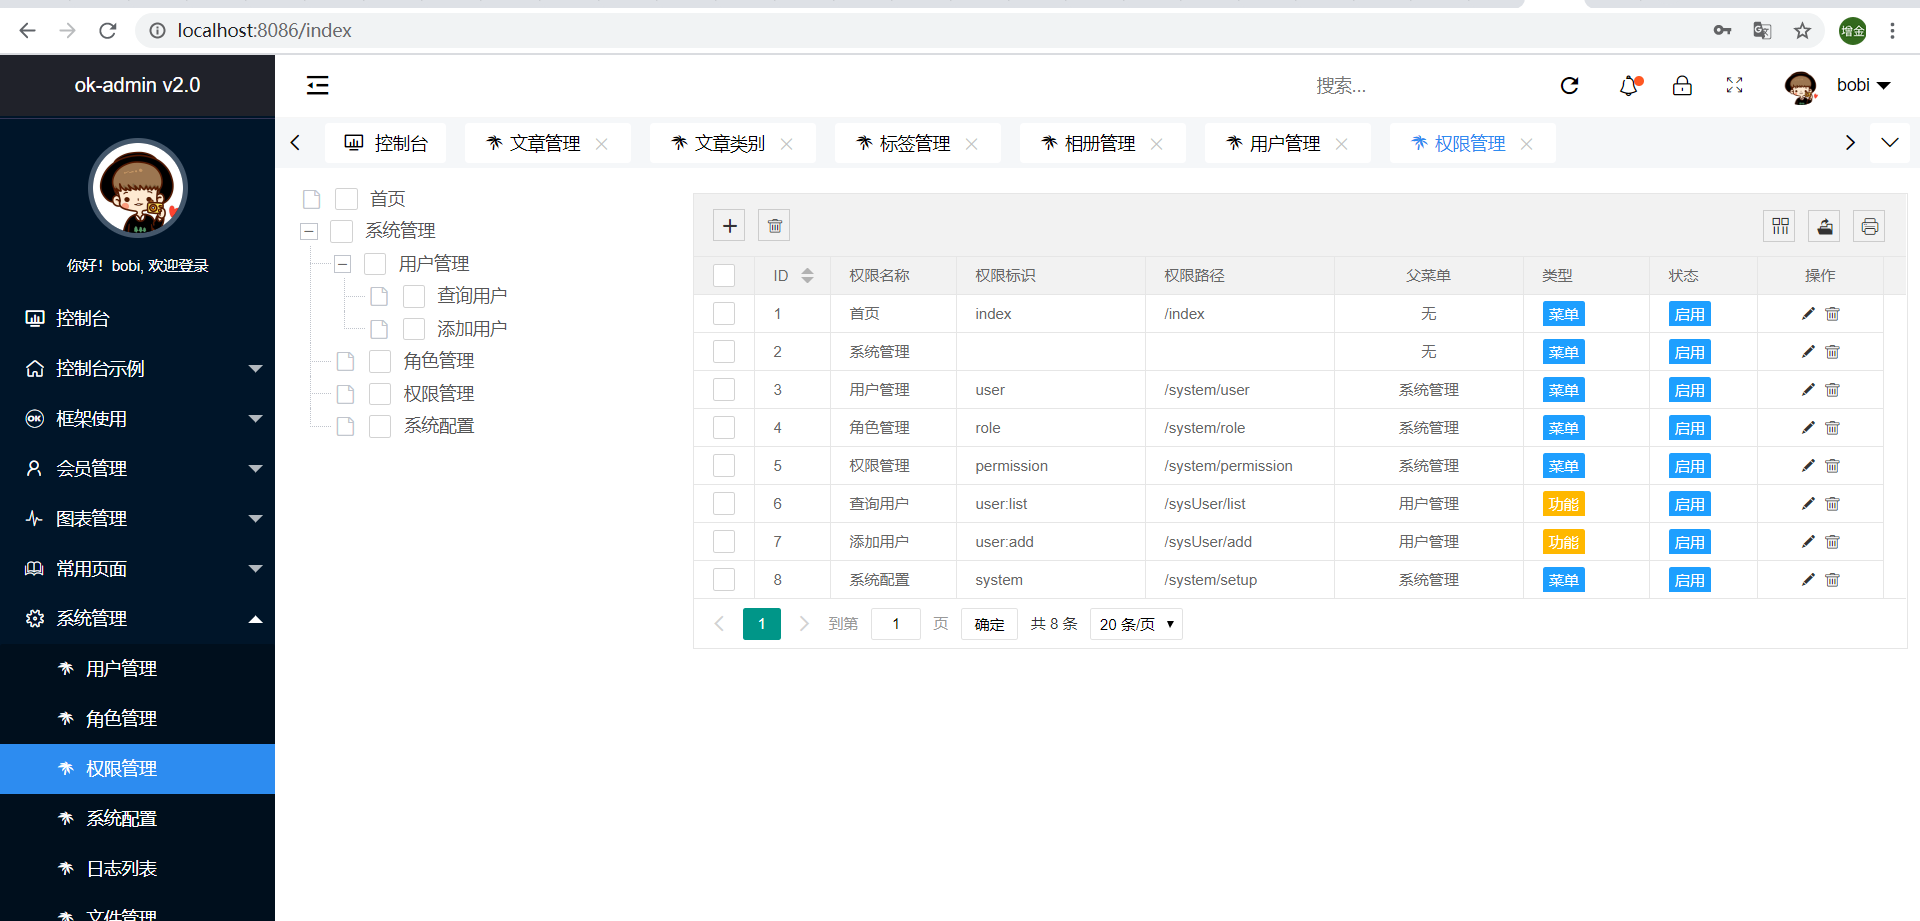 localhost:8086/index
增金
ok-admin v2.0
搜索...
bobi
控制台
文章管理
文章类别
标签管理
相册管理
用户管理
权限管理
你好！bobi, 欢迎登录
控制台
控制台示例
框架使用
会员管理
图表管理
常用页面
系统管理
用户管理
角色管理
权限管理
系统配置
日志列表
文件管理
首页
系统管理
用户管理
查询用户
添加用户
角色管理
权限管理
系统配置
ID 权限名称 权限标识 权限路径 父菜单 类型 状态 操作
1 首页 index /index 无 菜单 启用
2 系统管理 无 菜单 启用
3 用户管理 user /system/user 系统管理 菜单 启用
4 角色管理 role /system/role 系统管理 菜单 启用
5 权限管理 permission /system/permission 系统管理 菜单 启用
6 查询用户 user:list /sysUser/list 用户管理 功能 启用
7 添加用户 user:add /sysUser/add 用户管理 功能 启用
8 系统配置 system /system/setup 系统管理 菜单 启用
1 到第 1 页 确定 共 8 条 20 条/页